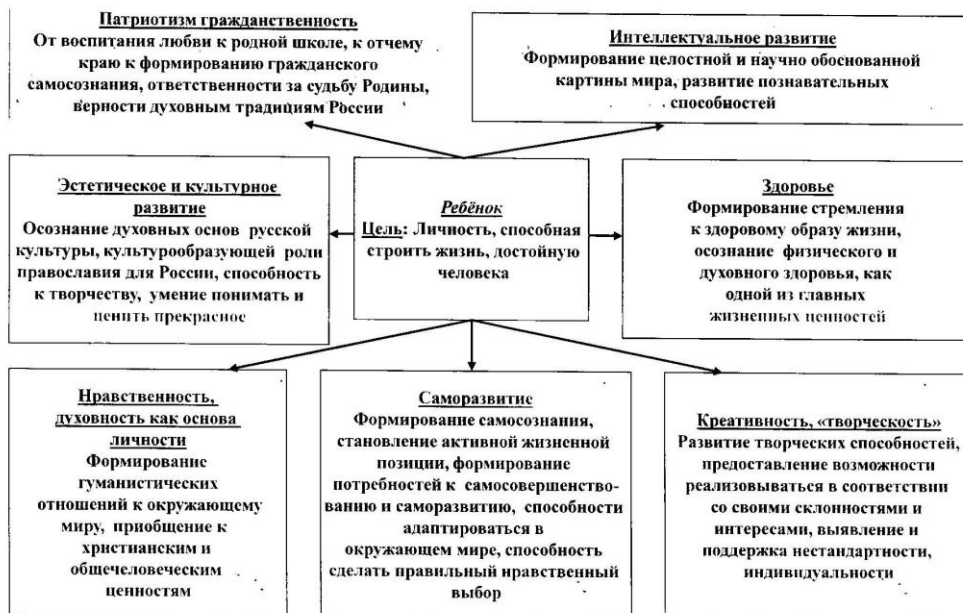 Патриотизм гражданственность
От воспитания любви к родной школе, к отчему
краю к формированию гражданского
самосознания, ответственности за судьбу Родины,
верности духовным традициям России
Интеллектуальное развитие
Формирование целостной и научно обоснованной
картины мира, развитие познавательных
способностей
Эстетическое и культурное
развитие
Осознание духовных основ русской
культуры, культурообразующей роли
православия для России, способность
к творчеству, умение понимать и
ценить прекрасное
Ребёнок
Цель: Личность, способная
строить жизнь, достойную
человека
Здоровье
Формирование стремления
к здоровому образу жизни,
осознание физического и
духовного здоровья, как
одной из главных
жизненных ценностей
Нравственность,
духовность как основа
личности
Формирование
гуманистических
отношений к окружающему
миру, приобщение к
христианским и
общечеловеческим
ценностям
Саморазвитие
Формирование самосознания,
становление активной жизненной
позиции, формирование
потребностей к самосовершенство-
ванию и саморазвитию, способности
адаптироваться в
окружающем мире, способность
сделать правильный нравственный
выбор
Креативность, «творческость»
Развитие творческих способностей,
предоставление возможности
реализовываться в соответствии
со своими склонностями и
интересами, выявление и
поддержка нестандартности,
индивидуальности